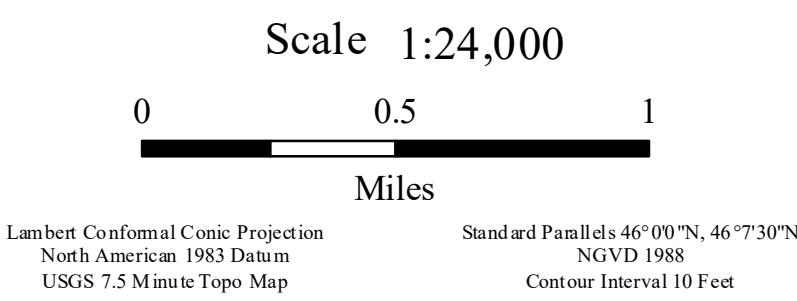 Scale 1:24,000
0 0.5 1
Miles
Lambert Conformal Conic Projection
North American 1983 Datum
USGS 7.5 Minute Topo Map
Standard Parallels 46°0'0"N, 46°7'30"N
NGVD 1988
Contour Interval 10 Feet